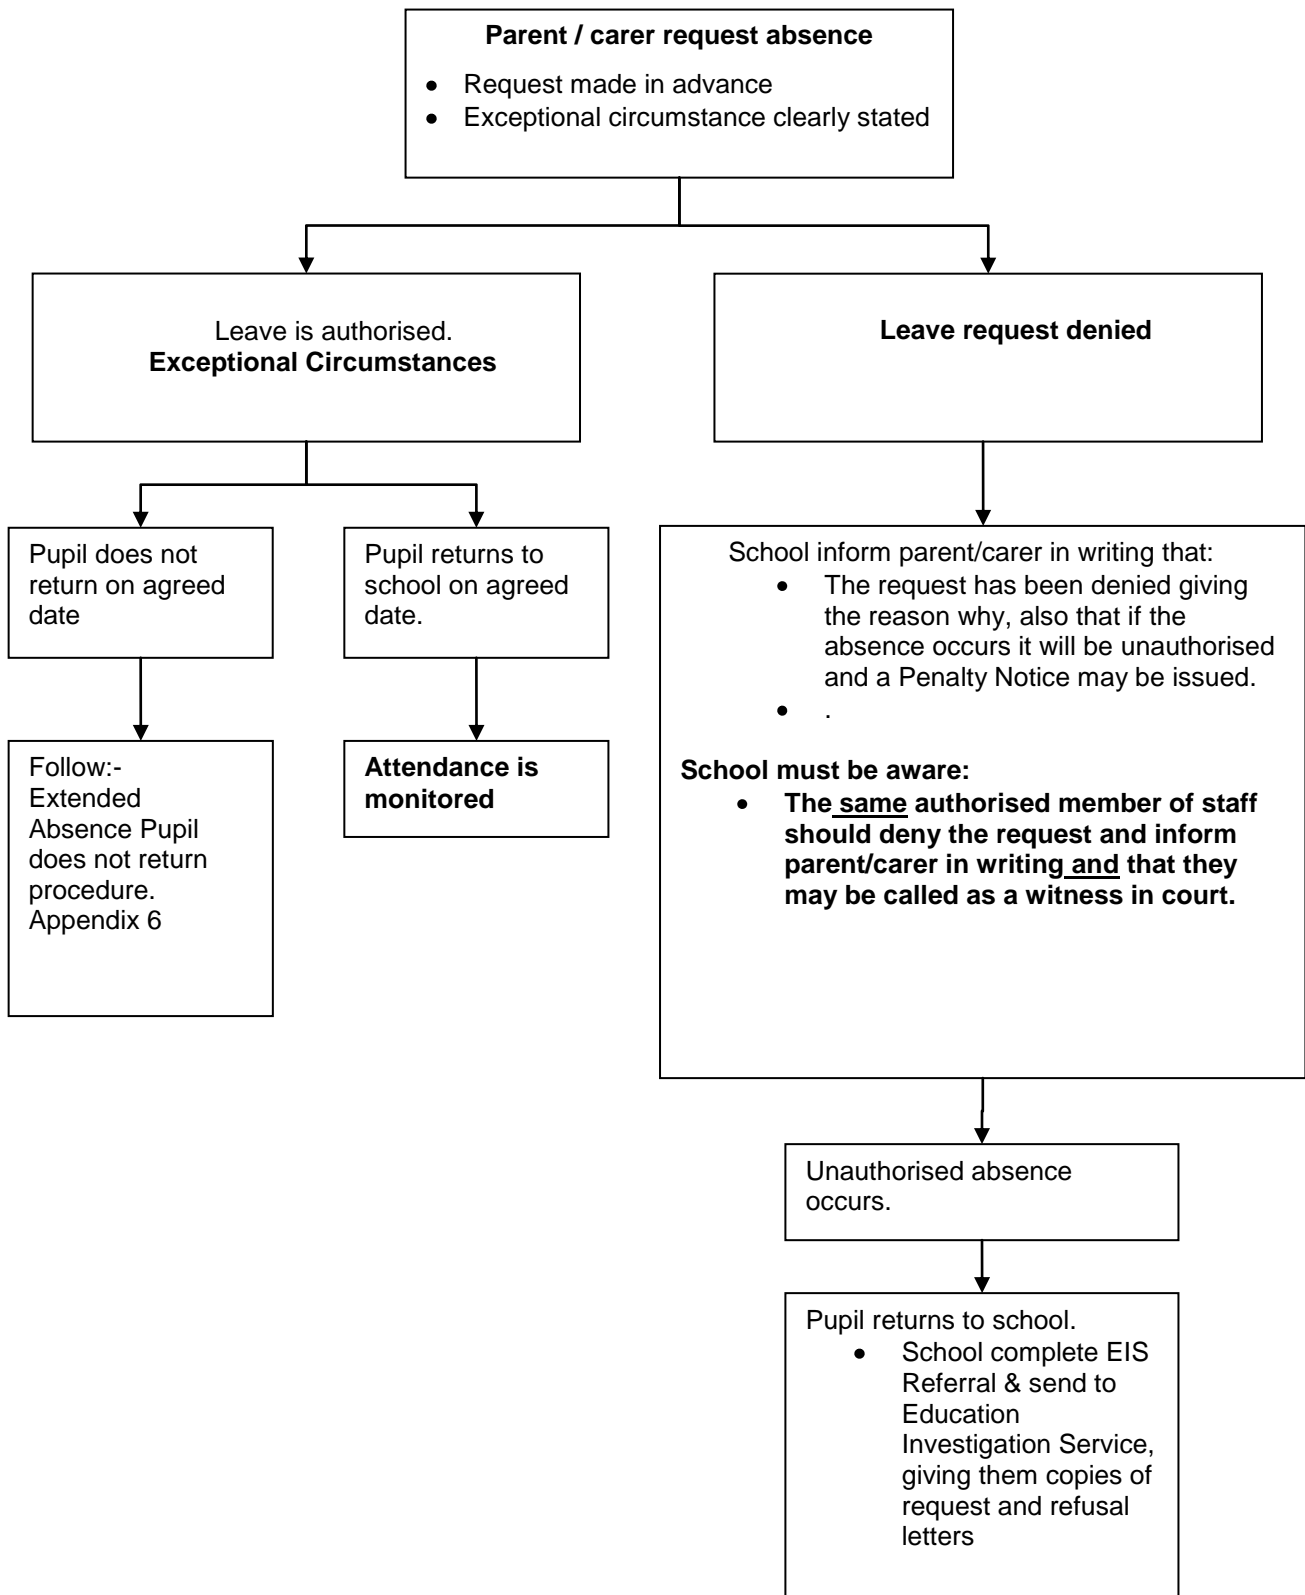 Parent / carer request absence
• Request made in advance
• Exceptional circumstance clearly stated
Leave is authorised.
Exceptional Circumstances
Leave request denied
Pupil does not
return on agreed
date
Pupil returns to
school on agreed
date.
School inform parent/carer in writing that:
• The request has been denied giving
the reason why, also that if the
absence occurs it will be unauthorised
and a Penalty Notice may be issued.
• .
School must be aware:
• The same authorised member of staff
should deny the request and inform
parent/carer in writing and that they
may be called as a witness in court.
Follow:-
Extended
Absence Pupil
does not return
procedure.
Appendix 6
Attendance is
monitored
Unauthorised absence
occurs.
Pupil returns to school.
• School complete EIS
Referral & send to
Education
Investigation Service,
giving them copies of
request and refusal
letters